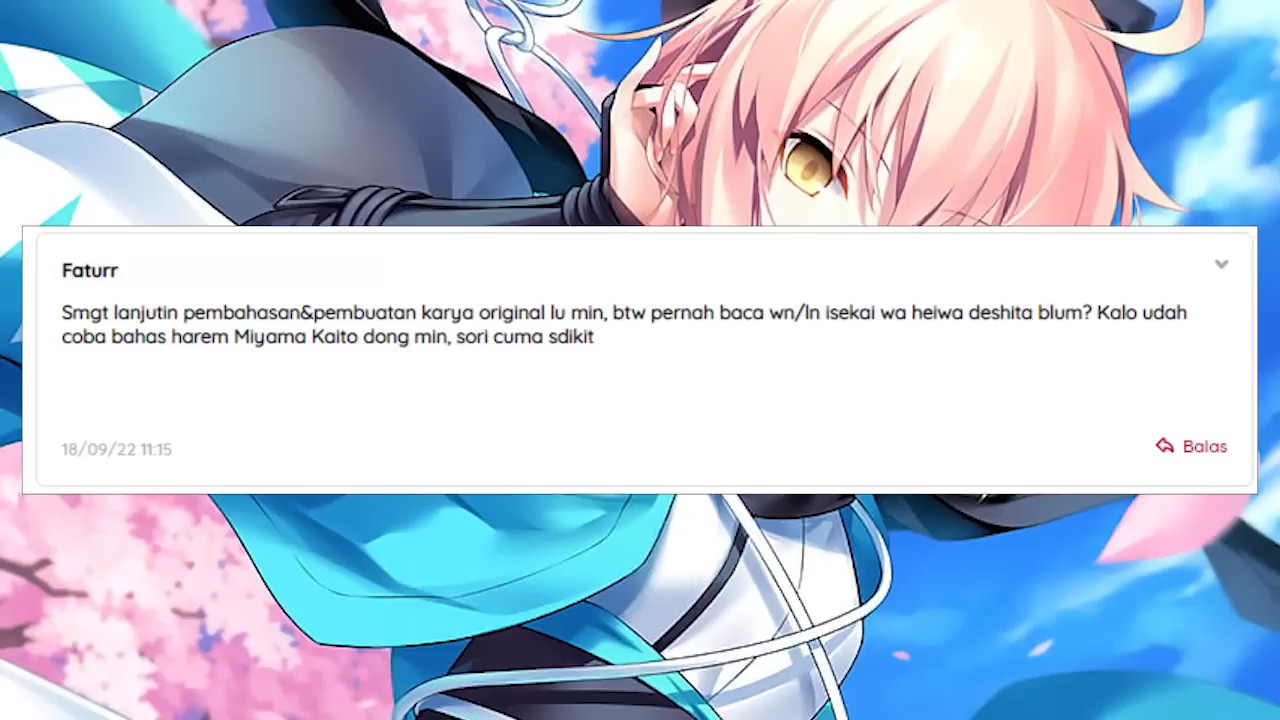 Faturr
Smgt lanjutin pembahasan&pembuatan karya original lu min, btw pernah baca wn/ln isekai wa heiwa deshita blum? Kalo udah
coba bahas harem Miyama Kaito dong min, sori cuma sdikit
18/09/22 11:15
Balas